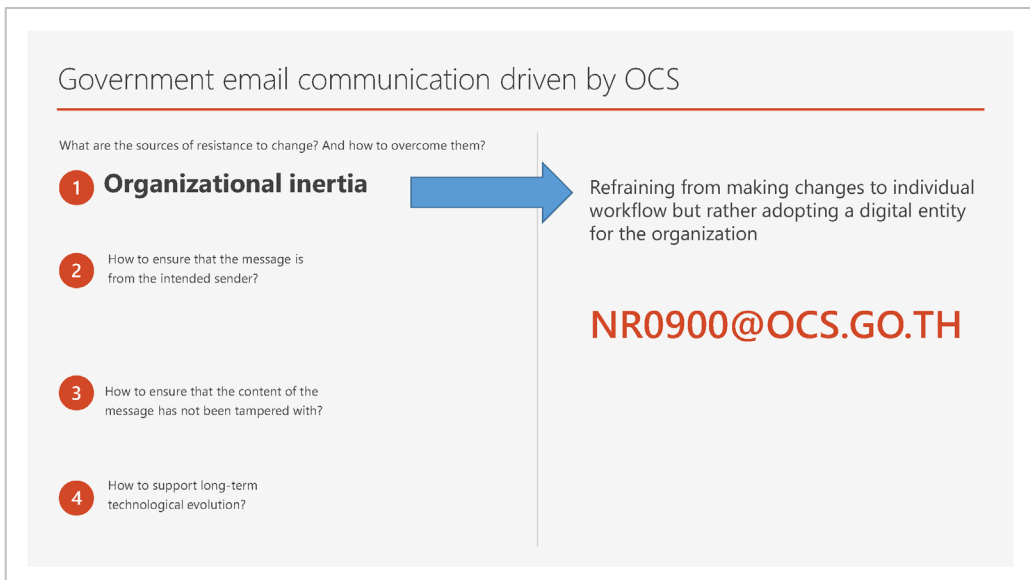 Government email communication driven by OCS
What are the sources of resistance to change? And how to overcome them?
1 Organizational inertia
Refraining from making changes to individual
workflow but rather adopting a digital entity
for the organization
NR0900@OCS.GO.TH
2 How to ensure that the message is
from the intended sender?
3 How to ensure that the content of the
message has not been tampered with?
4 How to support long-term
technological evolution?